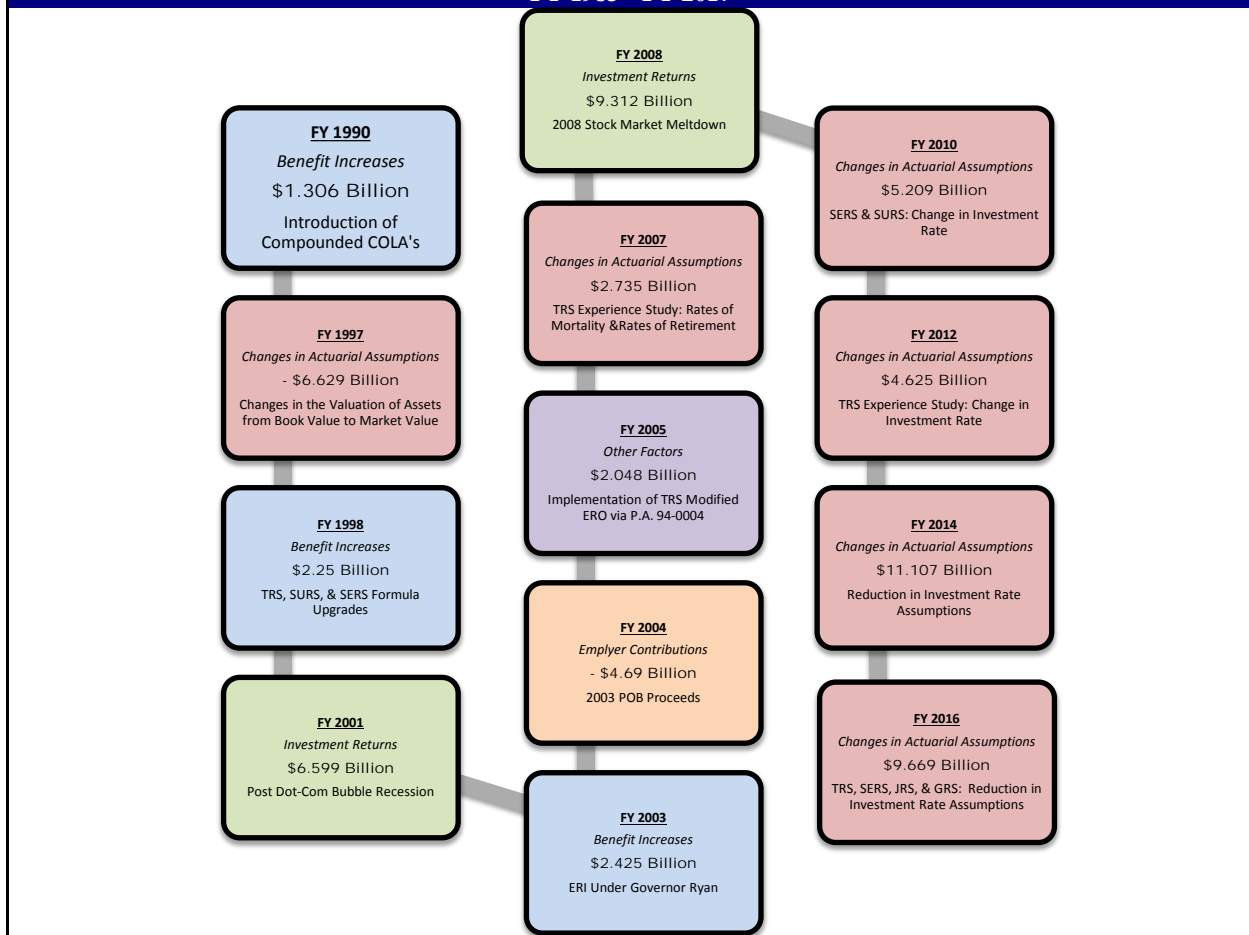 FY 1990
Benefit Increases
$1.306 Billion
Introduction of
Compounded COLA's
FY 1997
Changes in Actuarial Assumptions
- $6.629 Billion
Changes in the Valuation of Assets
from Book Value to Market Value
FY 1998
Benefit Increases
$2.25 Billion
TRS, SURS, & SERS Formula
Upgrades
FY 2001
Investment Returns
$6.599 Billion
Post Dot-Com Bubble Recession
FY 2003
Benefit Increases
$2.425 Billion
ERI Under Governor Ryan
FY 2004
Emplyer Contributions
- $4.69 Billion
2003 POB Proceeds
FY 2005
Other Factors
$2.048 Billion
Implementation of TRS Modified
ERO via P.A. 94-0004
FY 2007
Changes in Actuarial Assumptions
$2.735 Billion
TRS Experience Study: Rates of
Mortality &Rates of Retirement
FY 2008
Investment Returns
$9.312 Billion
2008 Stock Market Meltdown
FY 2010
Changes in Actuarial Assumptions
$5.209 Billion
SERS & SURS: Change in Investment
Rate
FY 2012
Changes in Actuarial Assumptions
$4.625 Billion
TRS Experience Study: Change in
Investment Rate
FY 2014
Changes in Actuarial Assumptions
$11.107 Billion
Reduction in Investment Rate
Assumptions
FY 2016
Changes in Actuarial Assumptions
$9.669 Billion
TRS, SERS, JRS, & GRS: Reduction in
Investment Rate Assumptions